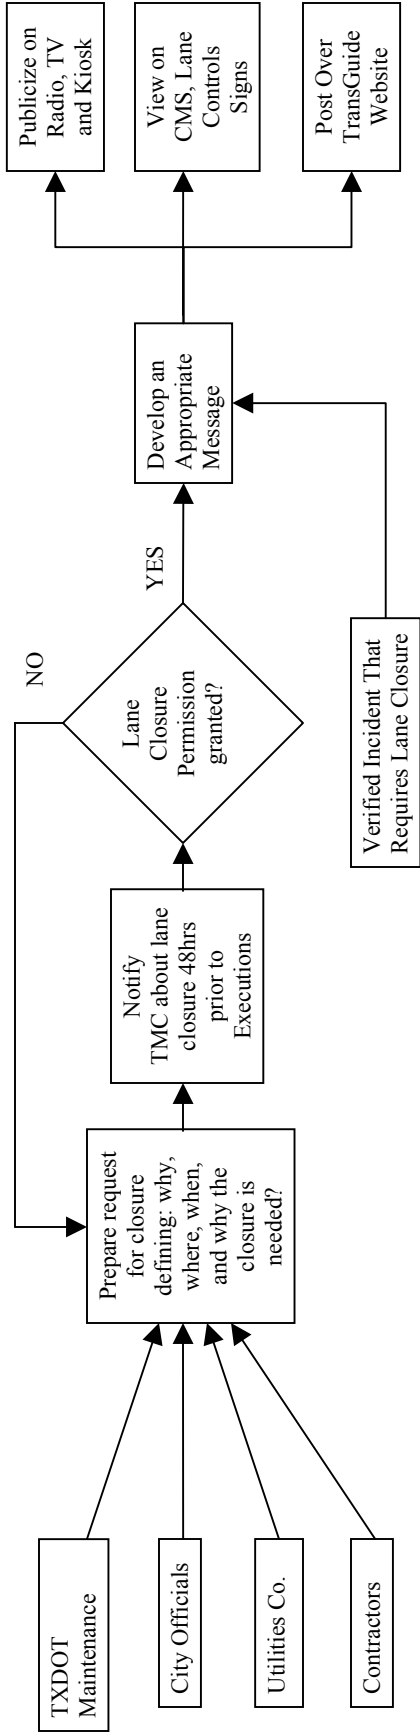 TXDOT
Maintenance
City Officials
Utilities Co.
Contractors
Prepare request
for closure
defining: why,
where, when,
and why the
closure is
needed?
Notify
TMC about lane
closure 48hrs
prior to
Executions
Lane
Closure
Permission
granted?
NO
YES
Verified Incident That
Requires Lane Closure
Develop an
Appropriate
Message
Publicize on
Radio, TV
and Kiosk
View on
CMS, Lane
Controls
Signs
Post Over
TransGuide
Website